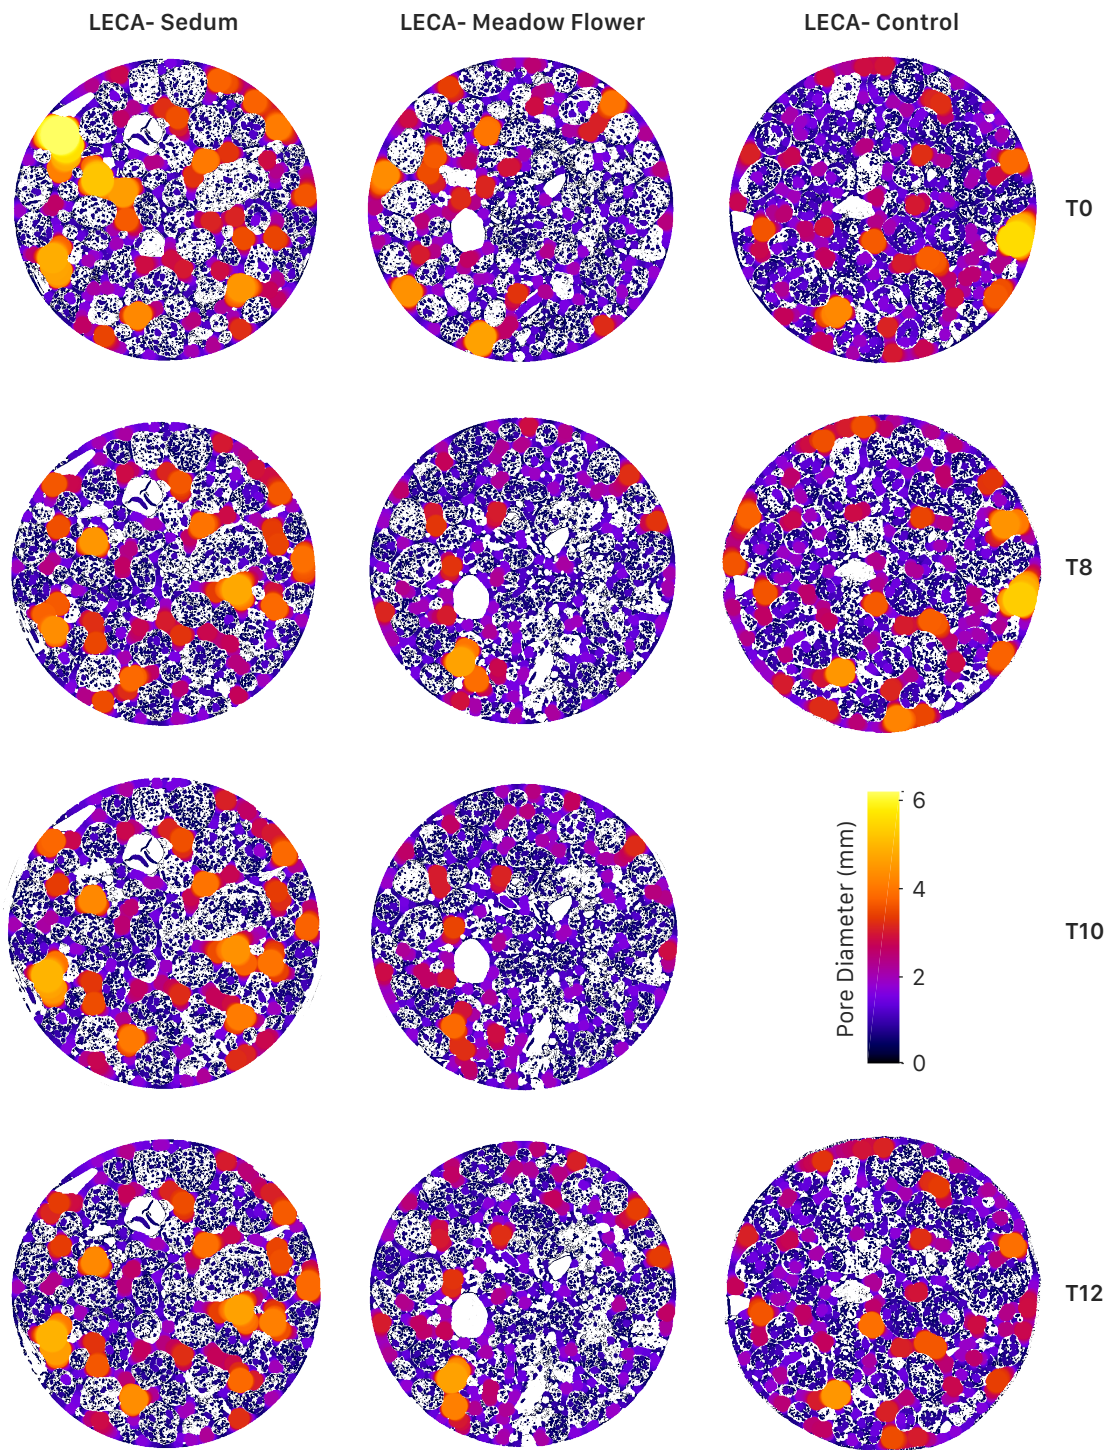 LECA- Sedum
LECA- Meadow Flower
LECA- Control
T0
T8
T10
T12
Pore Diameter (mm)
6
4
2
0